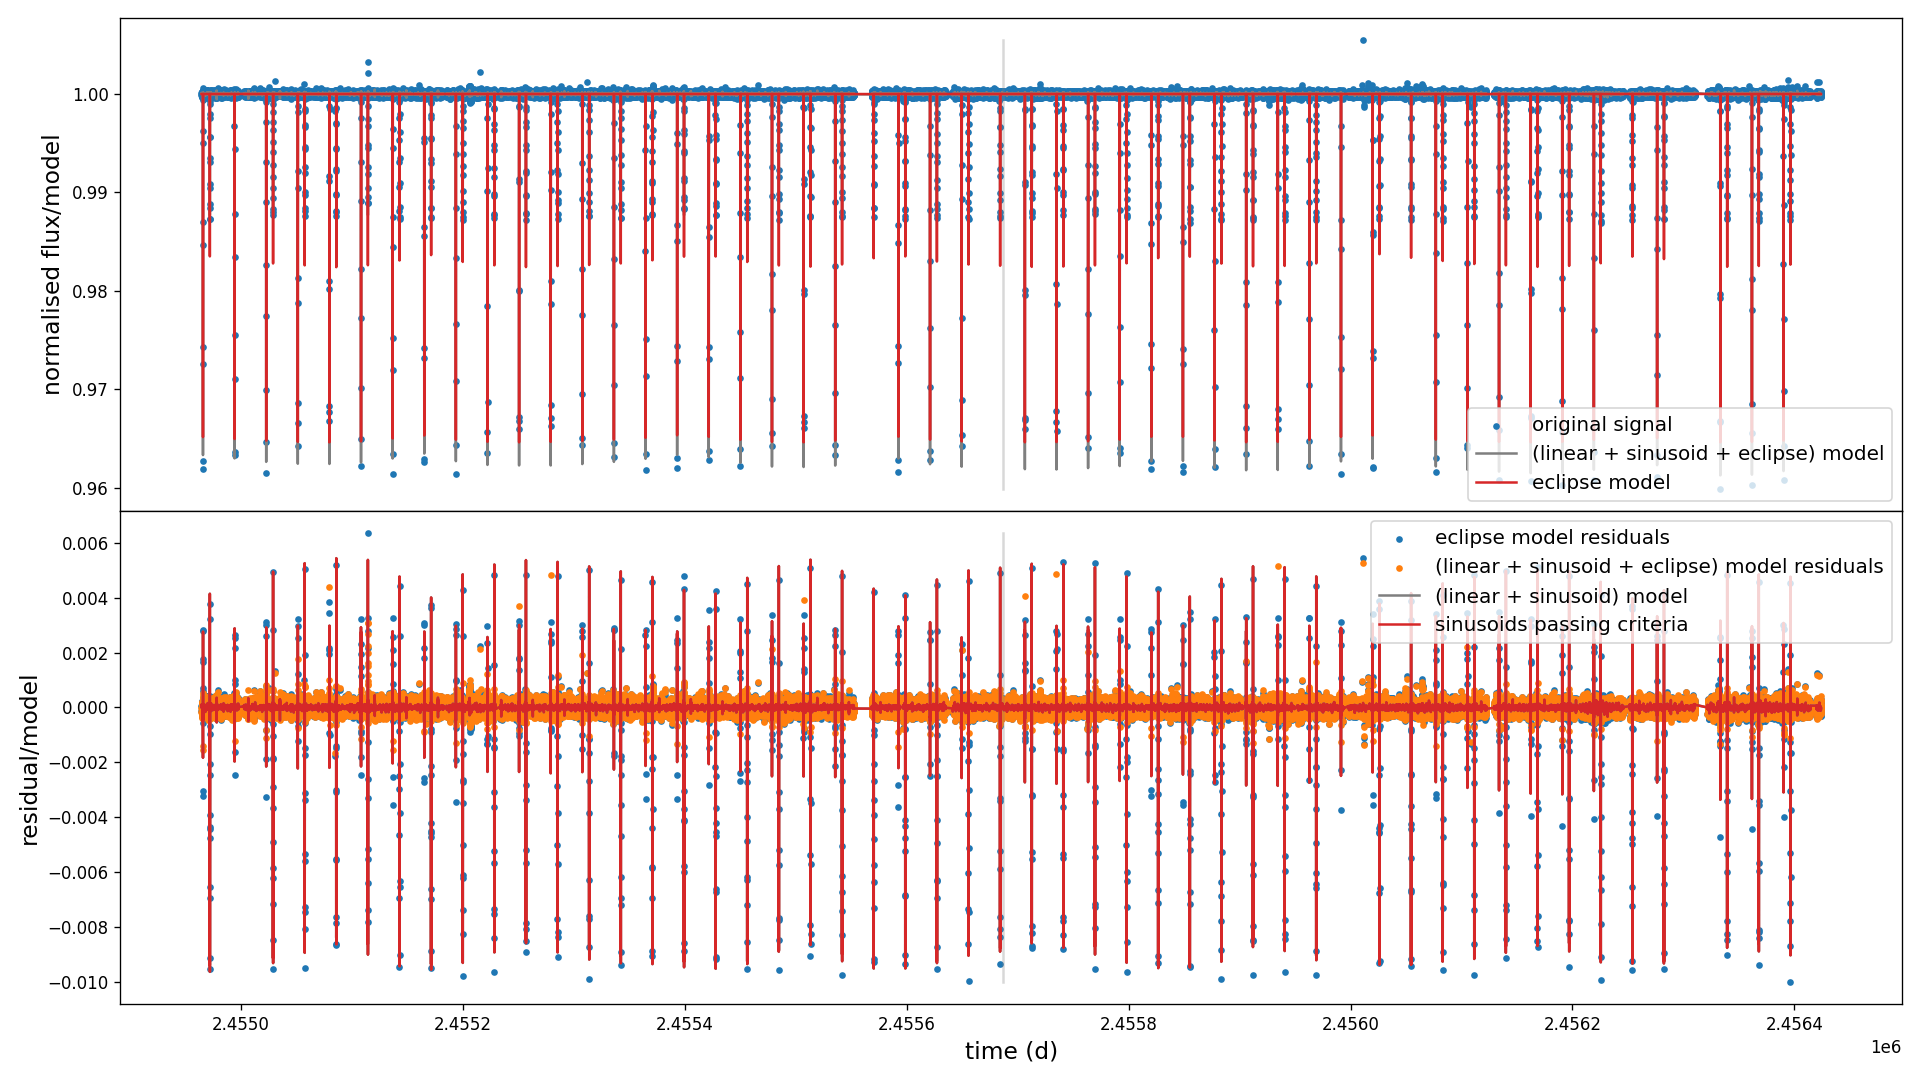 normalised flux/model
1.00
0.99
0.98
0.97
0.96
original signal
(linear + sinusoid + eclipse) model
eclipse model
residual/model
0.006
0.004
0.002
0.000
−0.002
−0.004
−0.006
−0.008
−0.010
eclipse model residuals
(linear + sinusoid + eclipse) model residuals
(linear + sinusoid) model
sinusoids passing criteria
2.4550 2.4552 2.4554 2.4556 2.4558 2.4560 2.4562 2.4564
time (d)
1e6